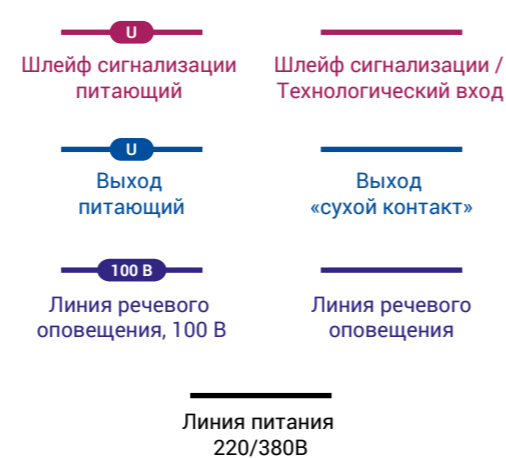 U
Шлейф сигнализации
питающий
Шлейф сигнализации /
Технологический вход
U
Выход
питающий
Выход
«сухой контакт»
100 В
Линия речевого
оповещения, 100 В
Линия речевого
оповещения
Линия питания
220/380В